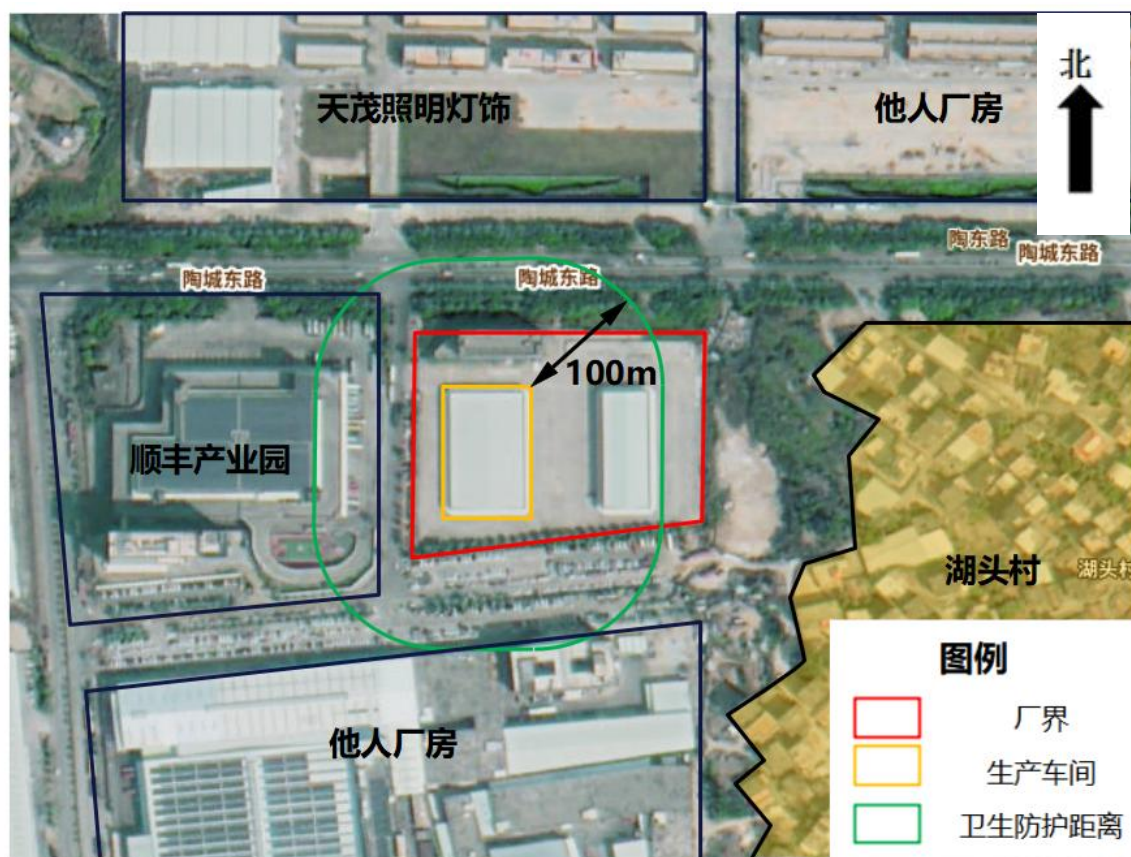 天茂照明灯饰
他人厂房
北
陶东路
陶城东路
陶城东路
陶城东路
100m
顺丰产业园
湖头村
湖头村
他人厂房
图例
厂界
生产车间
卫生防护距离